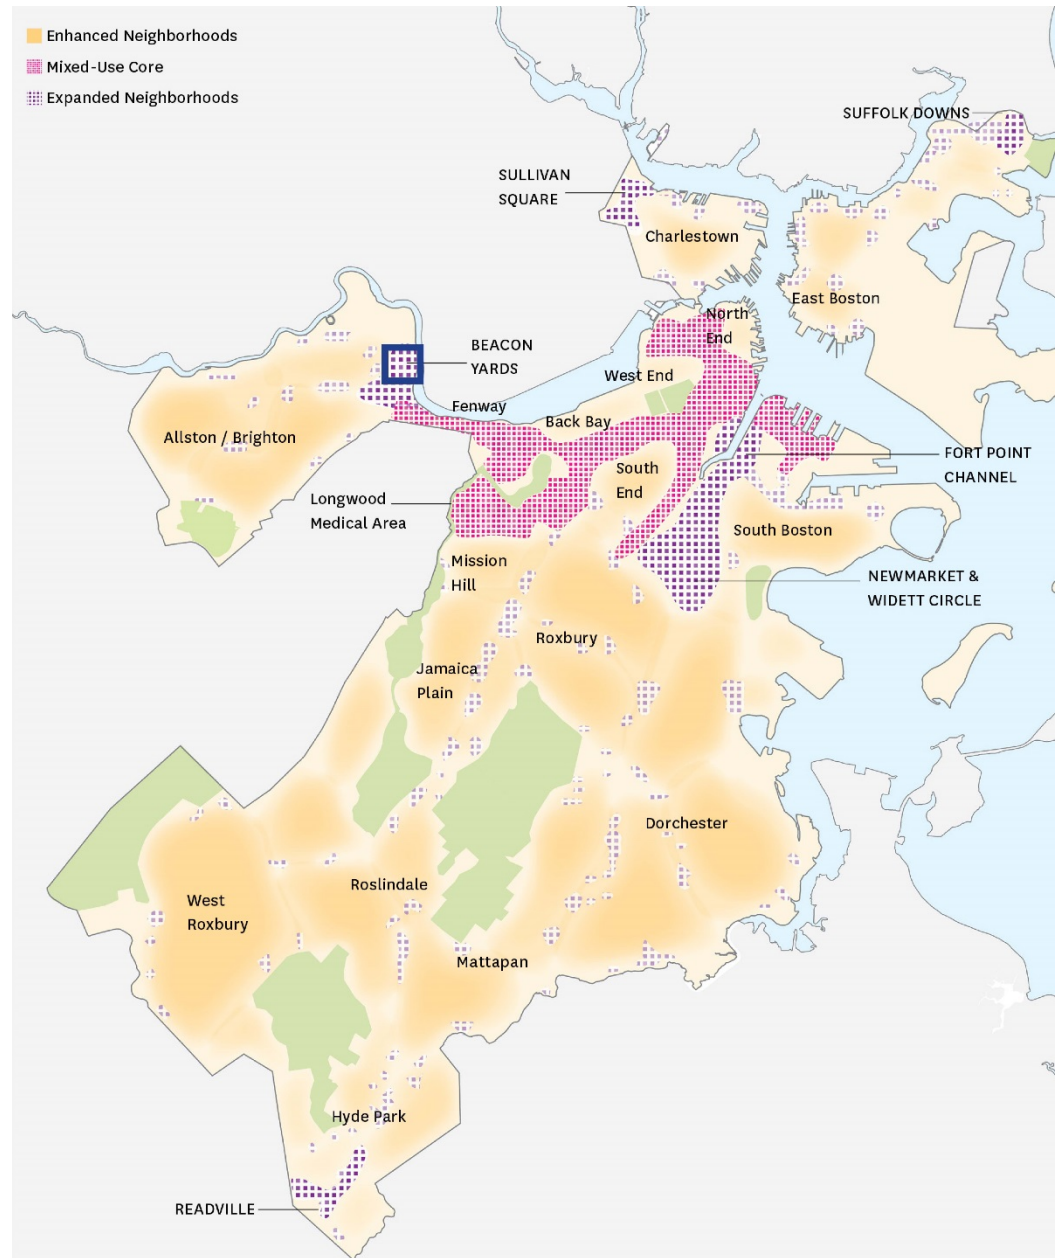 Enhanced Neighborhoods
Mixed-Use Core
Expanded Neighborhoods
SUFFOLK DOWNS
SULLIVAN
SQUARE
Charlestown
East Boston
North
End
BEACON
YARDS
West End
Fenway
Back Bay
Allston / Brighton
FORT POINT
CHANNEL
South
End
Longwood
Medical Area
South Boston
Mission
Hill
NEWMARKET &
WIDETT CIRCLE
Roxbury
Jamaica
Plain
Dorchester
Roslindale
West
Roxbury
Mattapan
Hyde Park
READVILLE